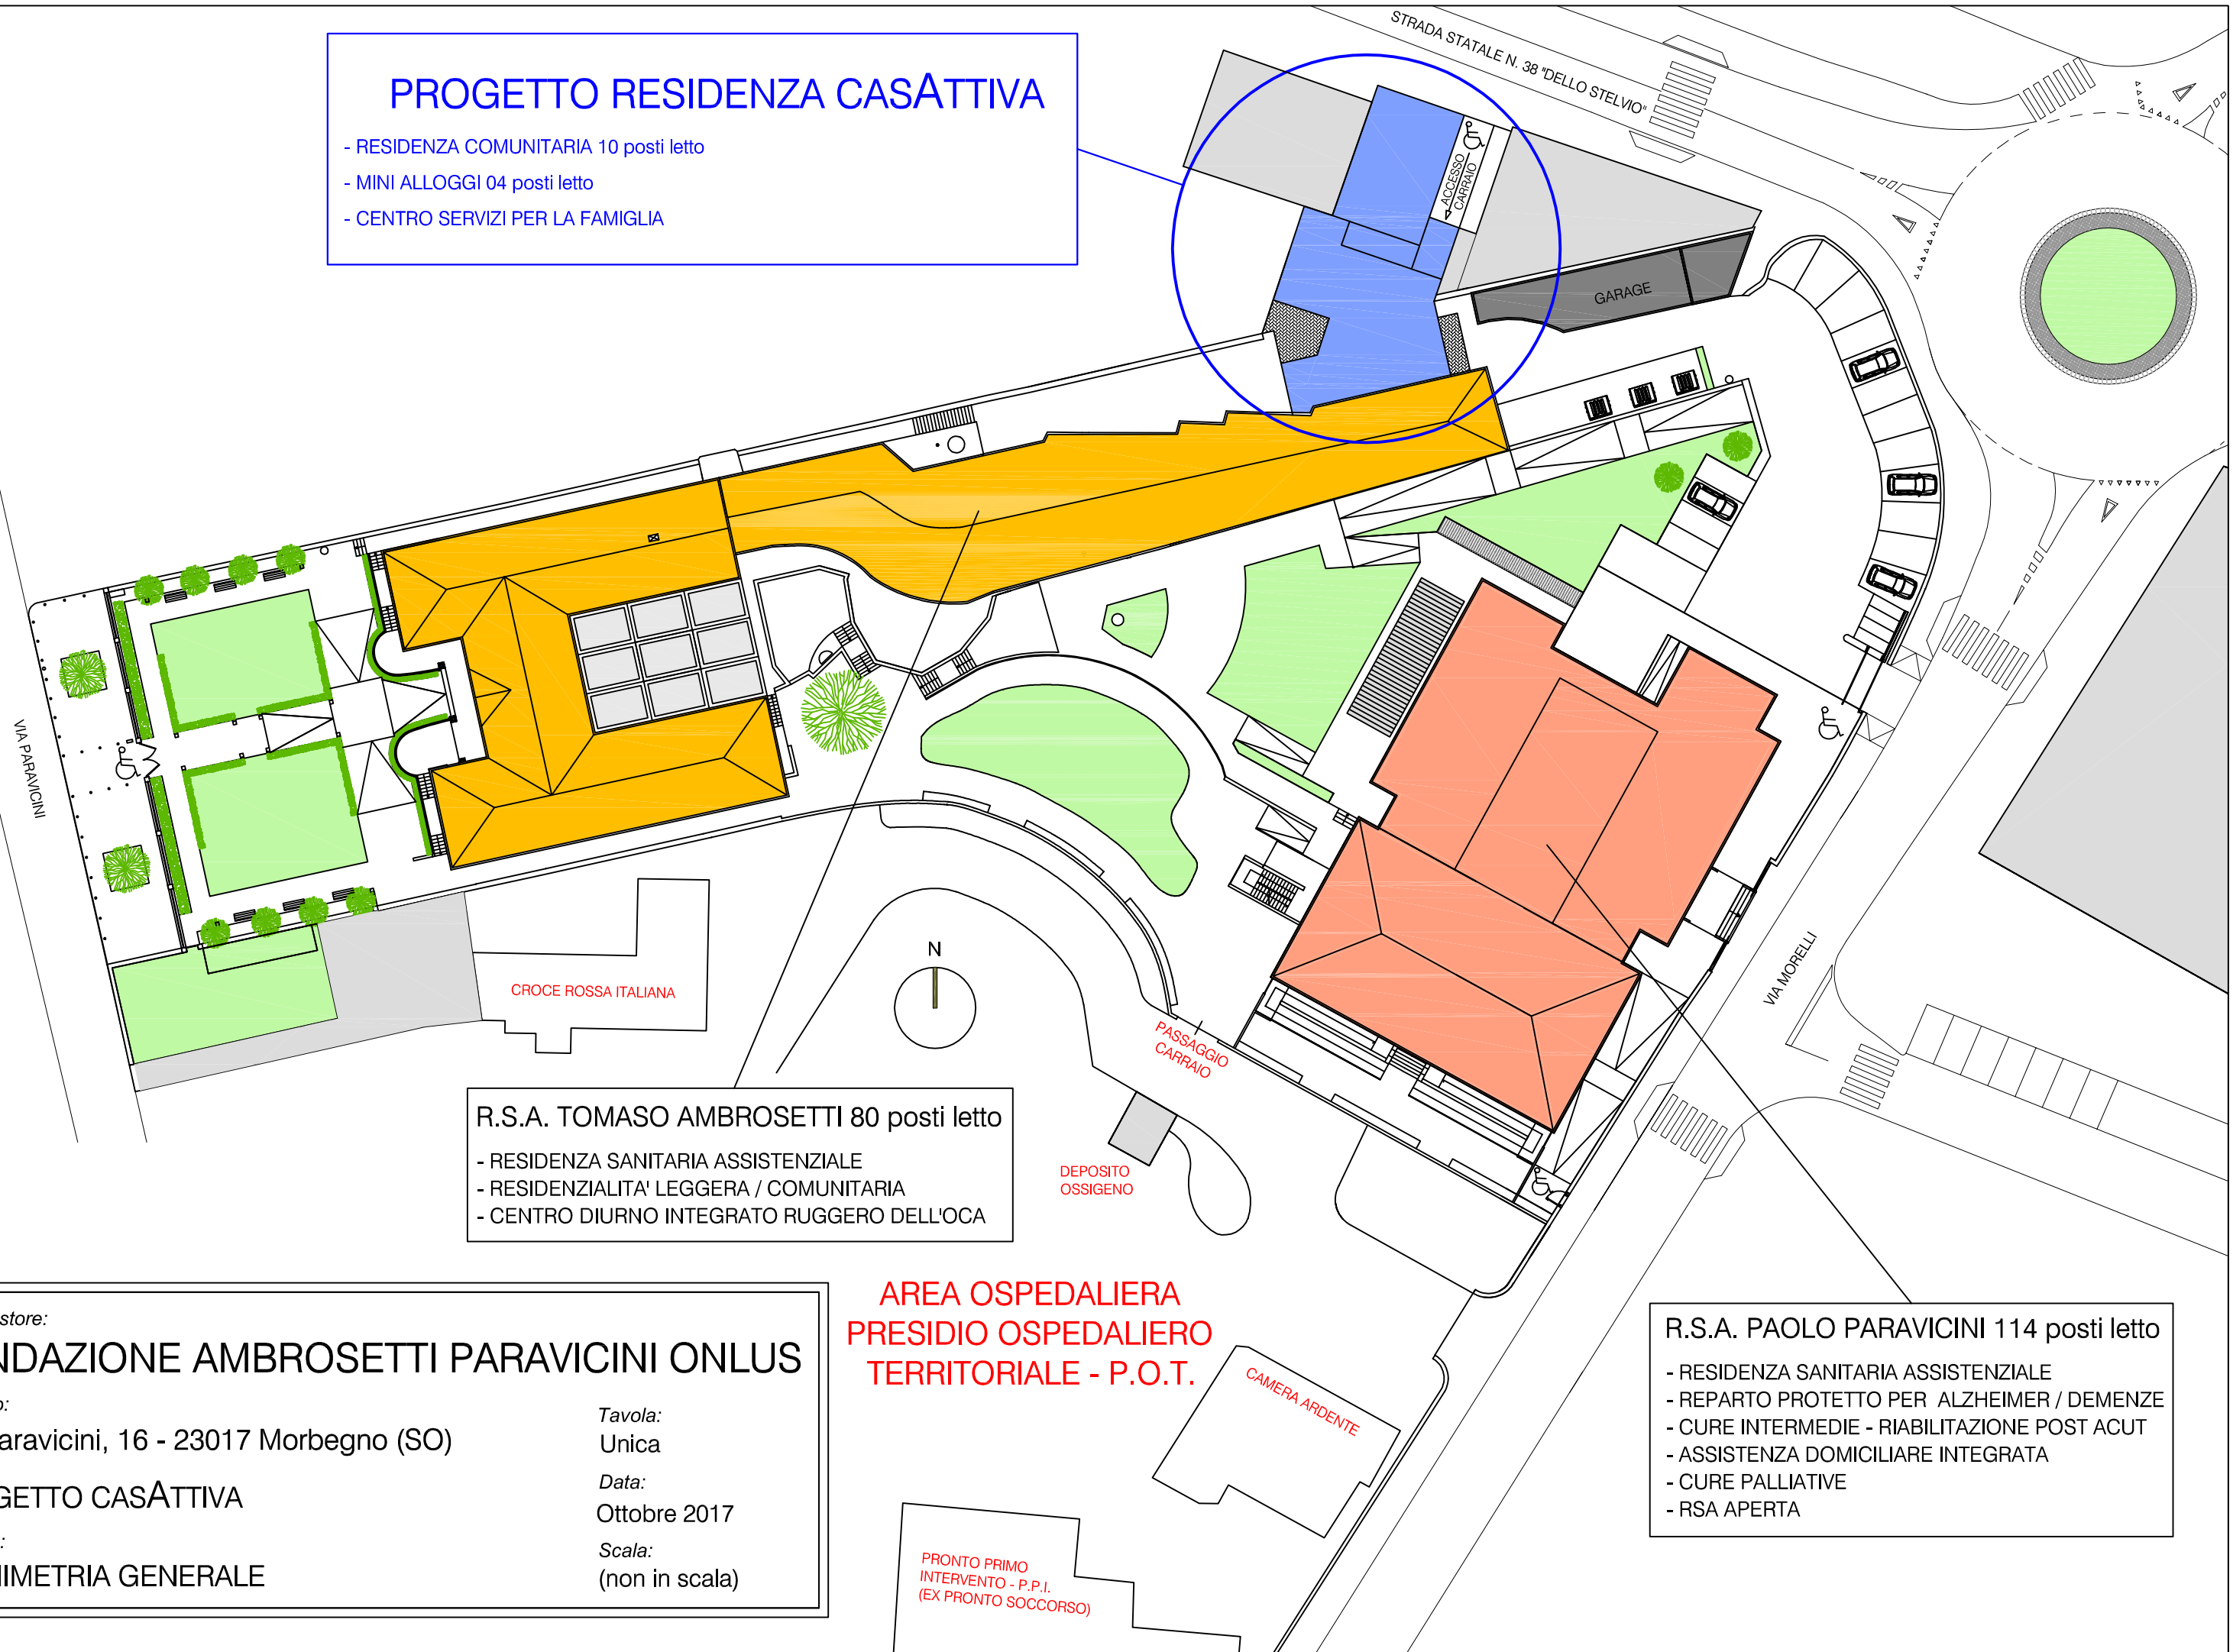 PROGETTO RESIDENZA CASATTIVA
- RESIDENZA COMUNITARIA 10 posti letto
- MINI ALLOGGI 04 posti letto
- CENTRO SERVIZI PER LA FAMIGLIA
STRADA STATALE N. 38 "DELLO STELVIO"
ACCESSO
CARRAIO
GARAGE
VIA PARAVICINI
CROCE ROSSA ITALIANA
N
PASSAGGIO
CARRAIO
VIA MORELLI
R.S.A. TOMASO AMBROSETTI 80 posti letto
- RESIDENZA SANITARIA ASSISTENZIALE
- RESIDENZIALITA' LEGGERA / COMUNITARIA
- CENTRO DIURNO INTEGRATO RUGGERO DELL'OCA
DEPOSITO
OSSIGENO
AREA OSPEDALIERA
PRESIDIO OSPEDALIERO
TERRITORIALE - P.O.T.
CAMERA ARDENTE
PRONTO PRIMO
INTERVENTO - P.P.I.
(EX PRONTO SOCCORSO)
R.S.A. PAOLO PARAVICINI 114 posti letto
- RESIDENZA SANITARIA ASSISTENZIALE
- REPARTO PROTETTO PER ALZHEIMER / DEMENZE
- CURE INTERMEDIE - RIABILITAZIONE POST ACUT
- ASSISTENZA DOMICILIARE INTEGRATA
- CURE PALLIATIVE
- RSA APERTA
store:
NDAZIONE AMBROSETTI PARAVICINI ONLUS
o:
aravicini, 16 - 23017 Morbegno (SO)
GETTO CASATTIVA
:
IMETRIA GENERALE
Tavola:
Unica
Data:
Ottobre 2017
Scala:
(non in scala)